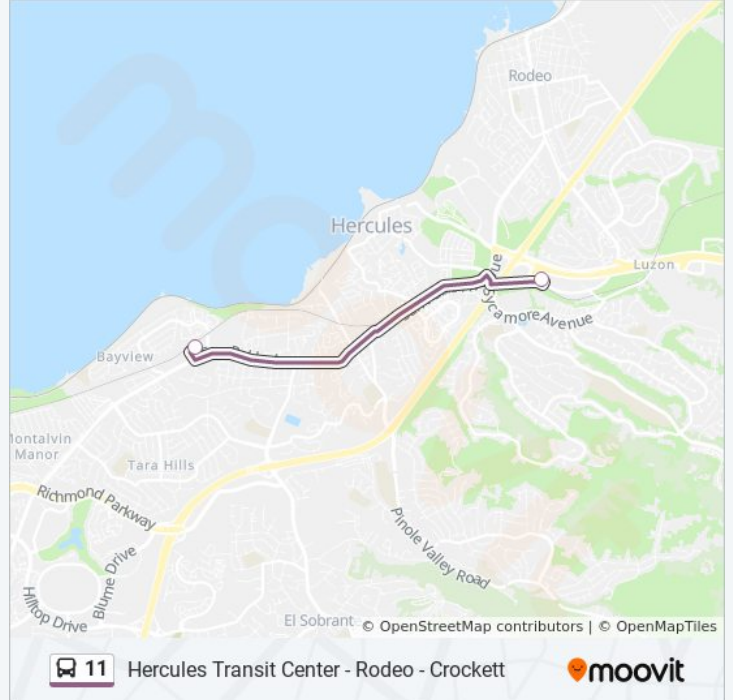 Rodeo
Hercules
Luzon
Sycamore Avenue
Bayview
Montalvin
Manor
Tara Hills
Richmond Parkway
Pinole Valley Road
Blume Drive
Hilltop Drive
El Sobrant
© OpenStreetMap contributors | © OpenMapTiles
11 Hercules Transit Center - Rodeo - Crockett
moovit